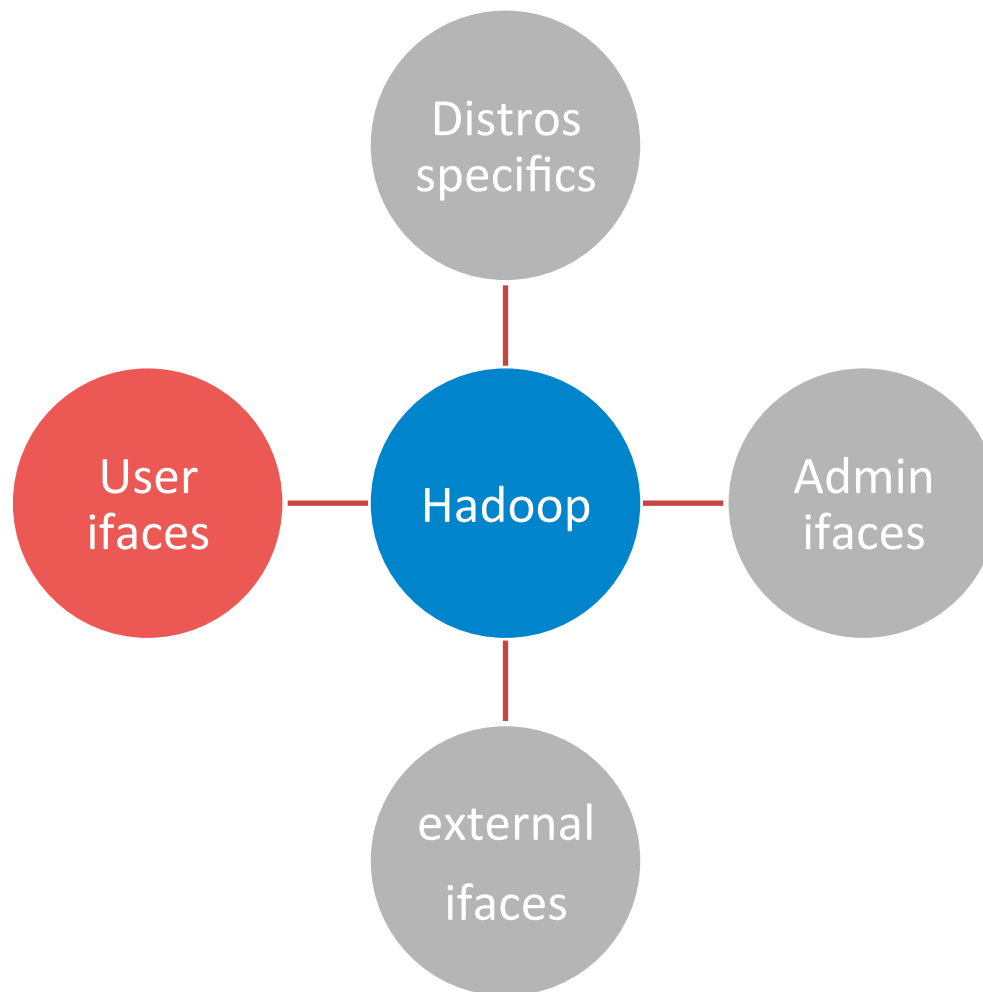 Distros
specifics
User
ifaces
Hadoop
Admin
ifaces
external
ifaces